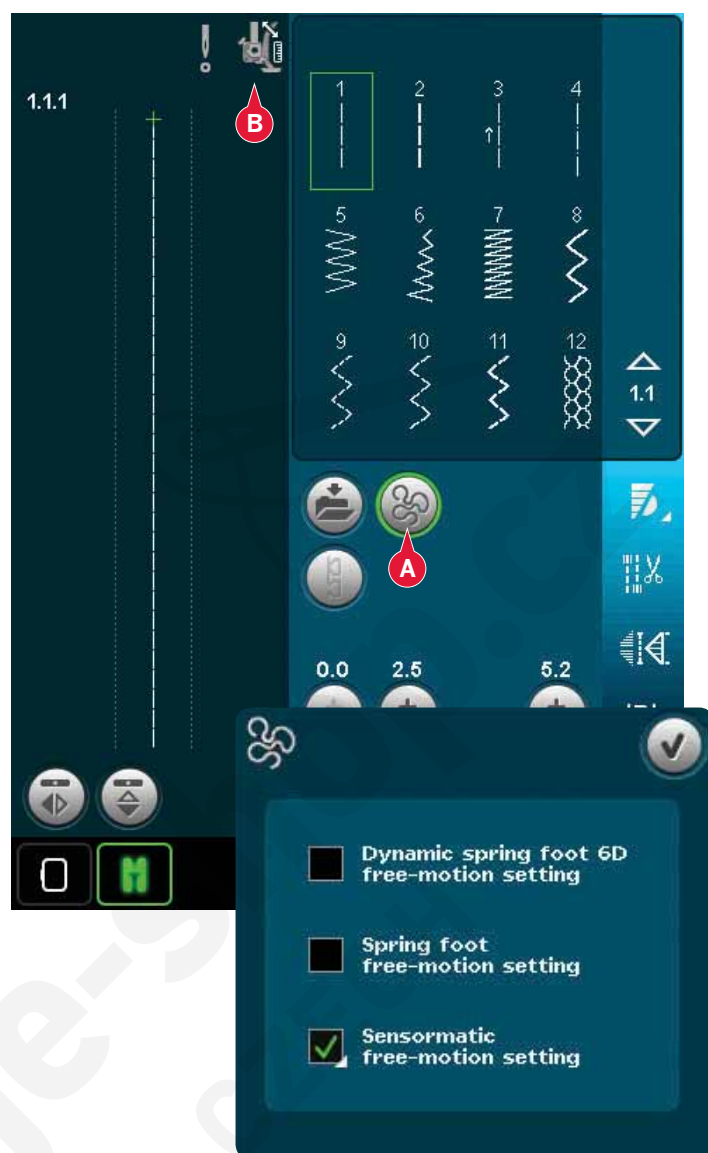 1.1.1
B
1
2
3
4
5
6
7
8
9
10
11
12
1.1
A
0.0
2.5
5.2
Dynamic spring foot 6D
free-motion setting
Spring foot
free-motion setting
Sensormatic
free-motion setting